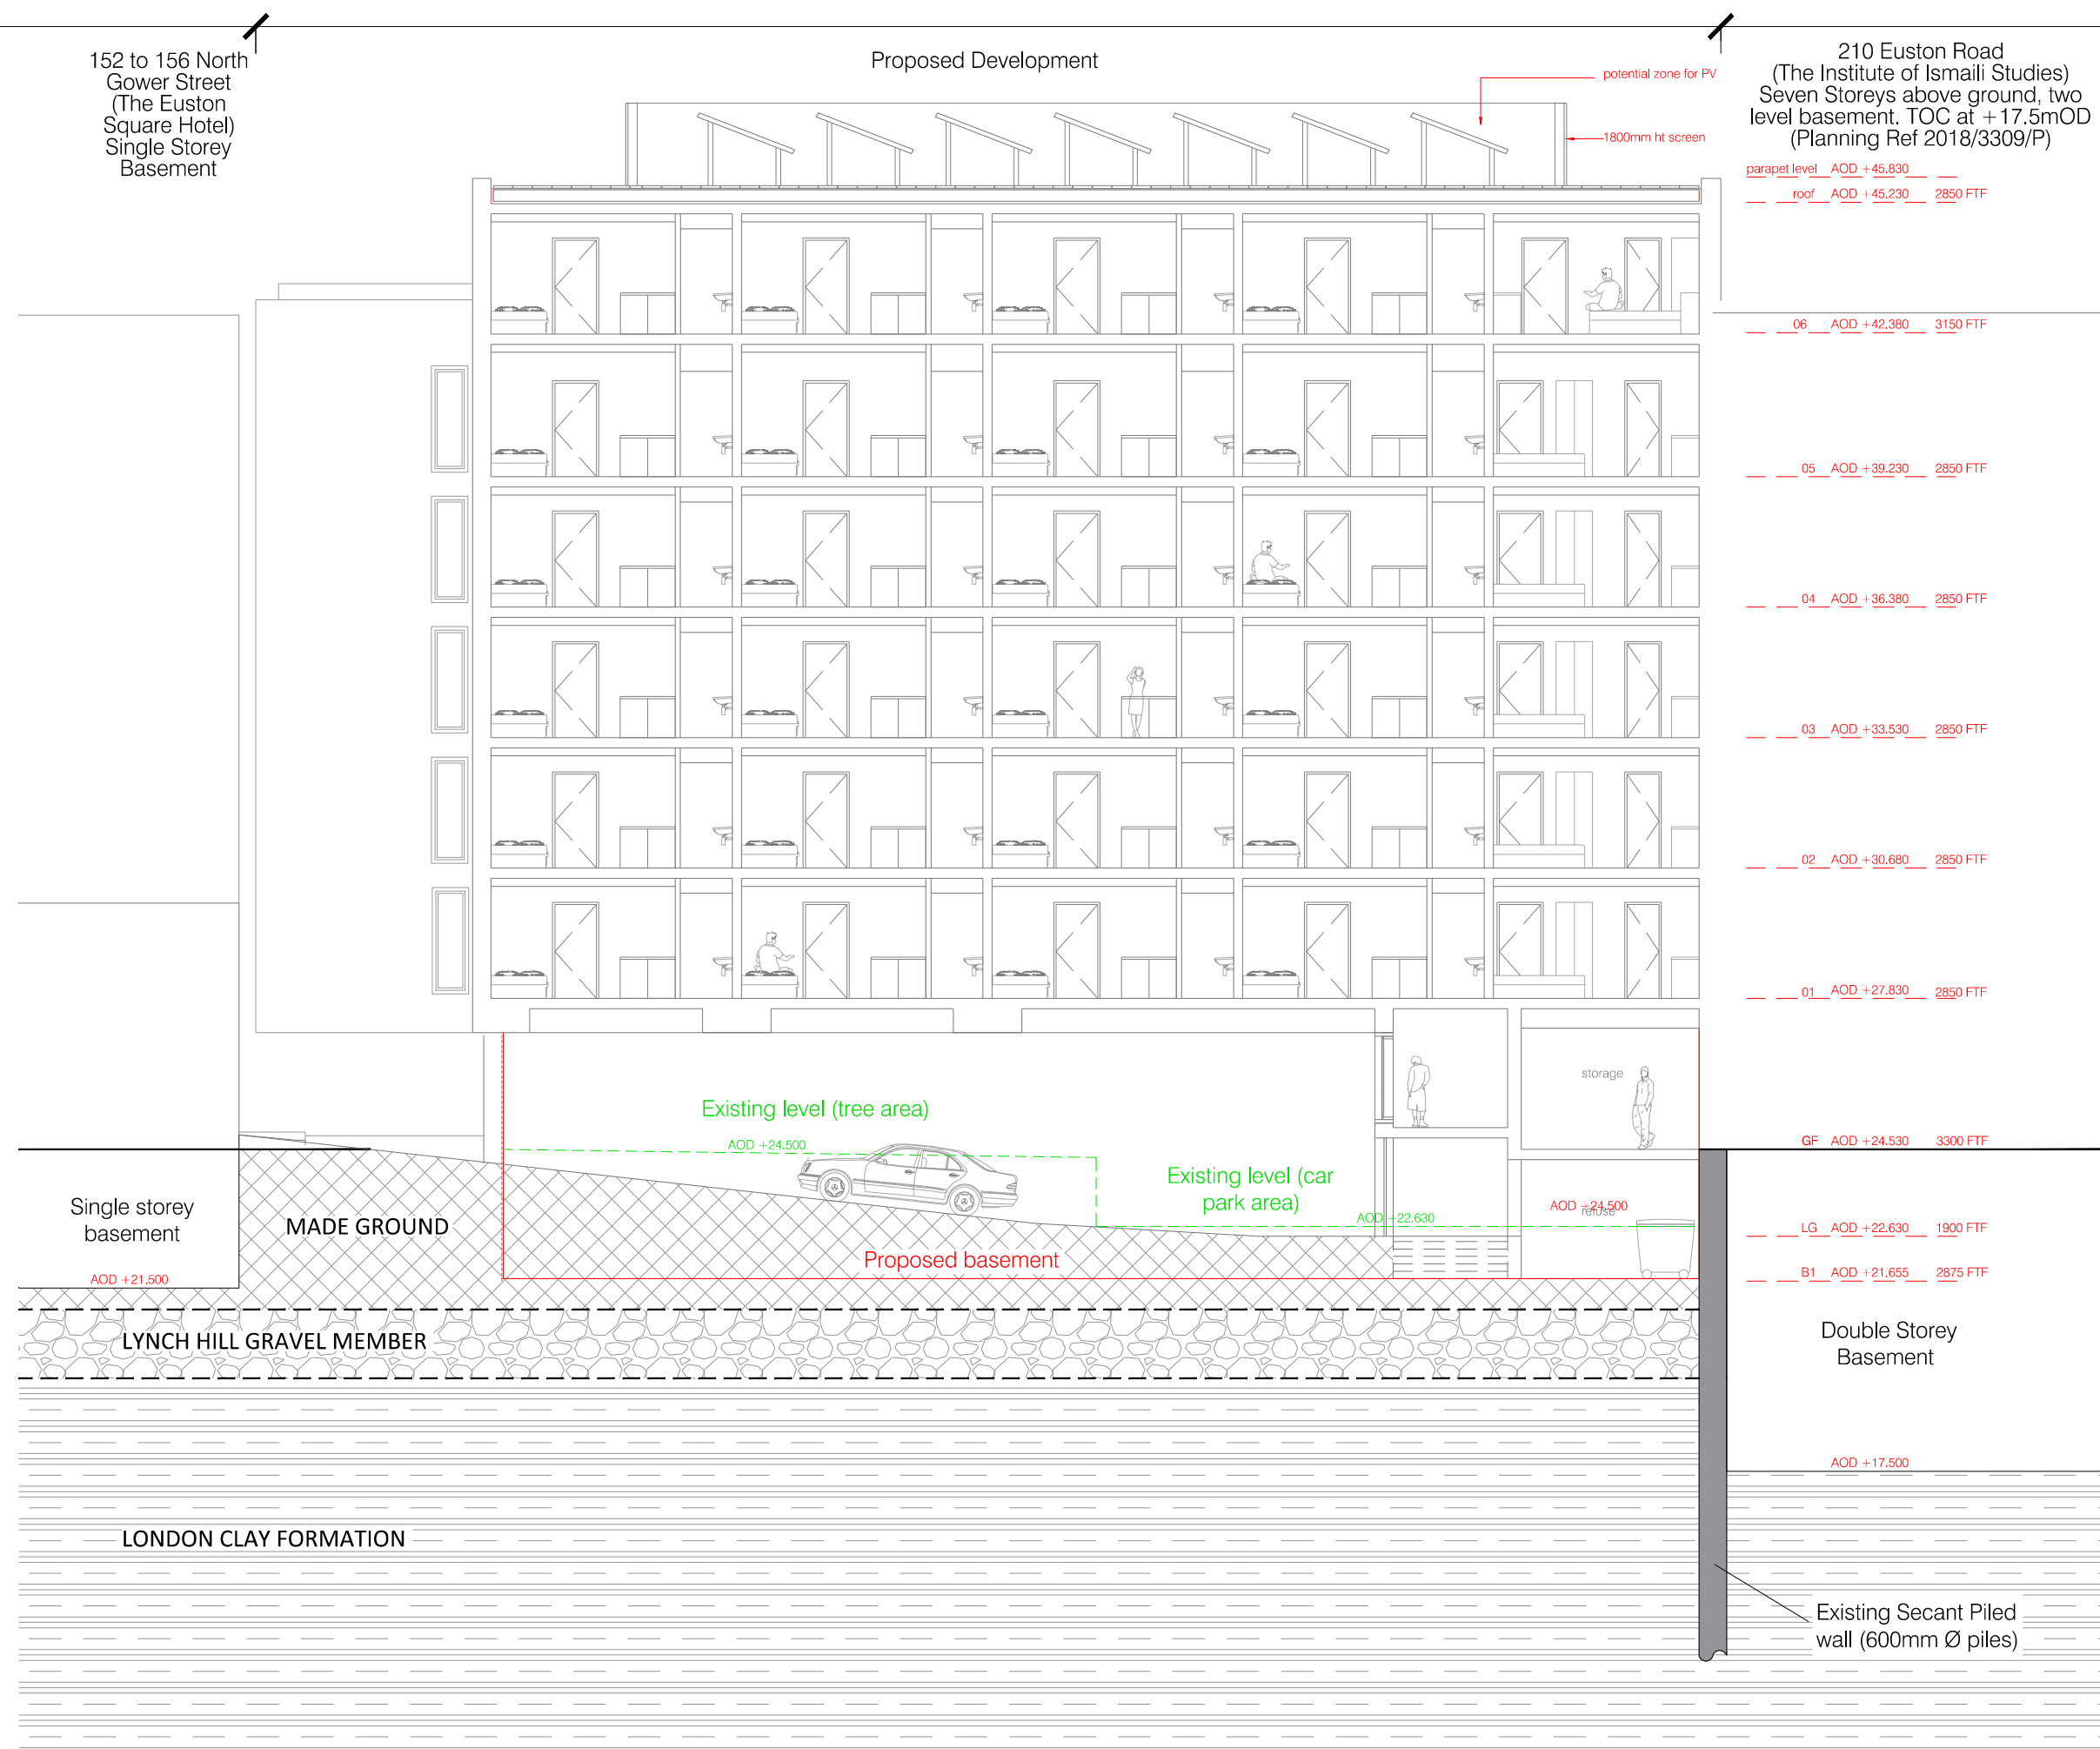 152 to 156 North
Gower Street
(The Euston
Square Hotel)
Single Storey
Basement
Proposed Development
210 Euston Road
(The Institute of Ismaili Studies)
Seven Storeys above ground, two
level basement. TOC at +17.5mOD
(Planning Ref 2018/3309/P)
potential zone for PV
1800mm ht screen
parapet level AOD +45.830
roof AOD +45.230 2850 FTF
06 AOD +42.380 3150 FTF
05 AOD +39.230 2850 FTF
04 AOD +36.380 2850 FTF
03 AOD +33.530 2850 FTF
02 AOD +30.680 2850 FTF
01 AOD +27.830 2850 FTF
storage
Existing level (tree area)
AOD +24.500
GF AOD +24.530 3300 FTF
Existing level (car
park area)
AOD +22.630
AOD +24.500
refuse
LG AOD +22.630 1900 FTF
Single storey
basement
MADE GROUND
Proposed basement
AOD +21.500
B1 AOD +21.655 2875 FTF
LYNCH HILL GRAVEL MEMBER
Double Storey
Basement
AOD +17.500
LONDON CLAY FORMATION
Existing Secant Piled
wall (600mm Ø piles)